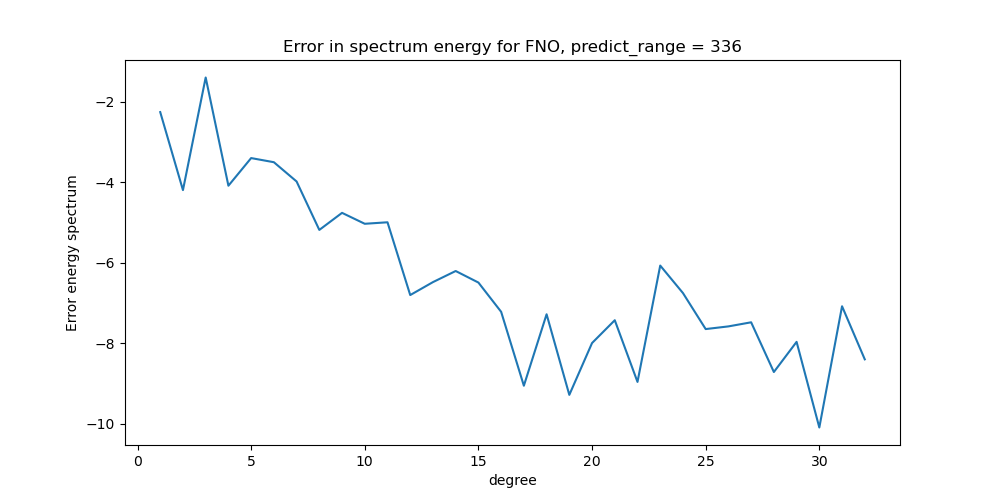 Error in spectrum energy for FNO, predict_range = 336
Error energy spectrum
−2
−4
−6
−8
−10
0 5 10 15 20 25 30
degree